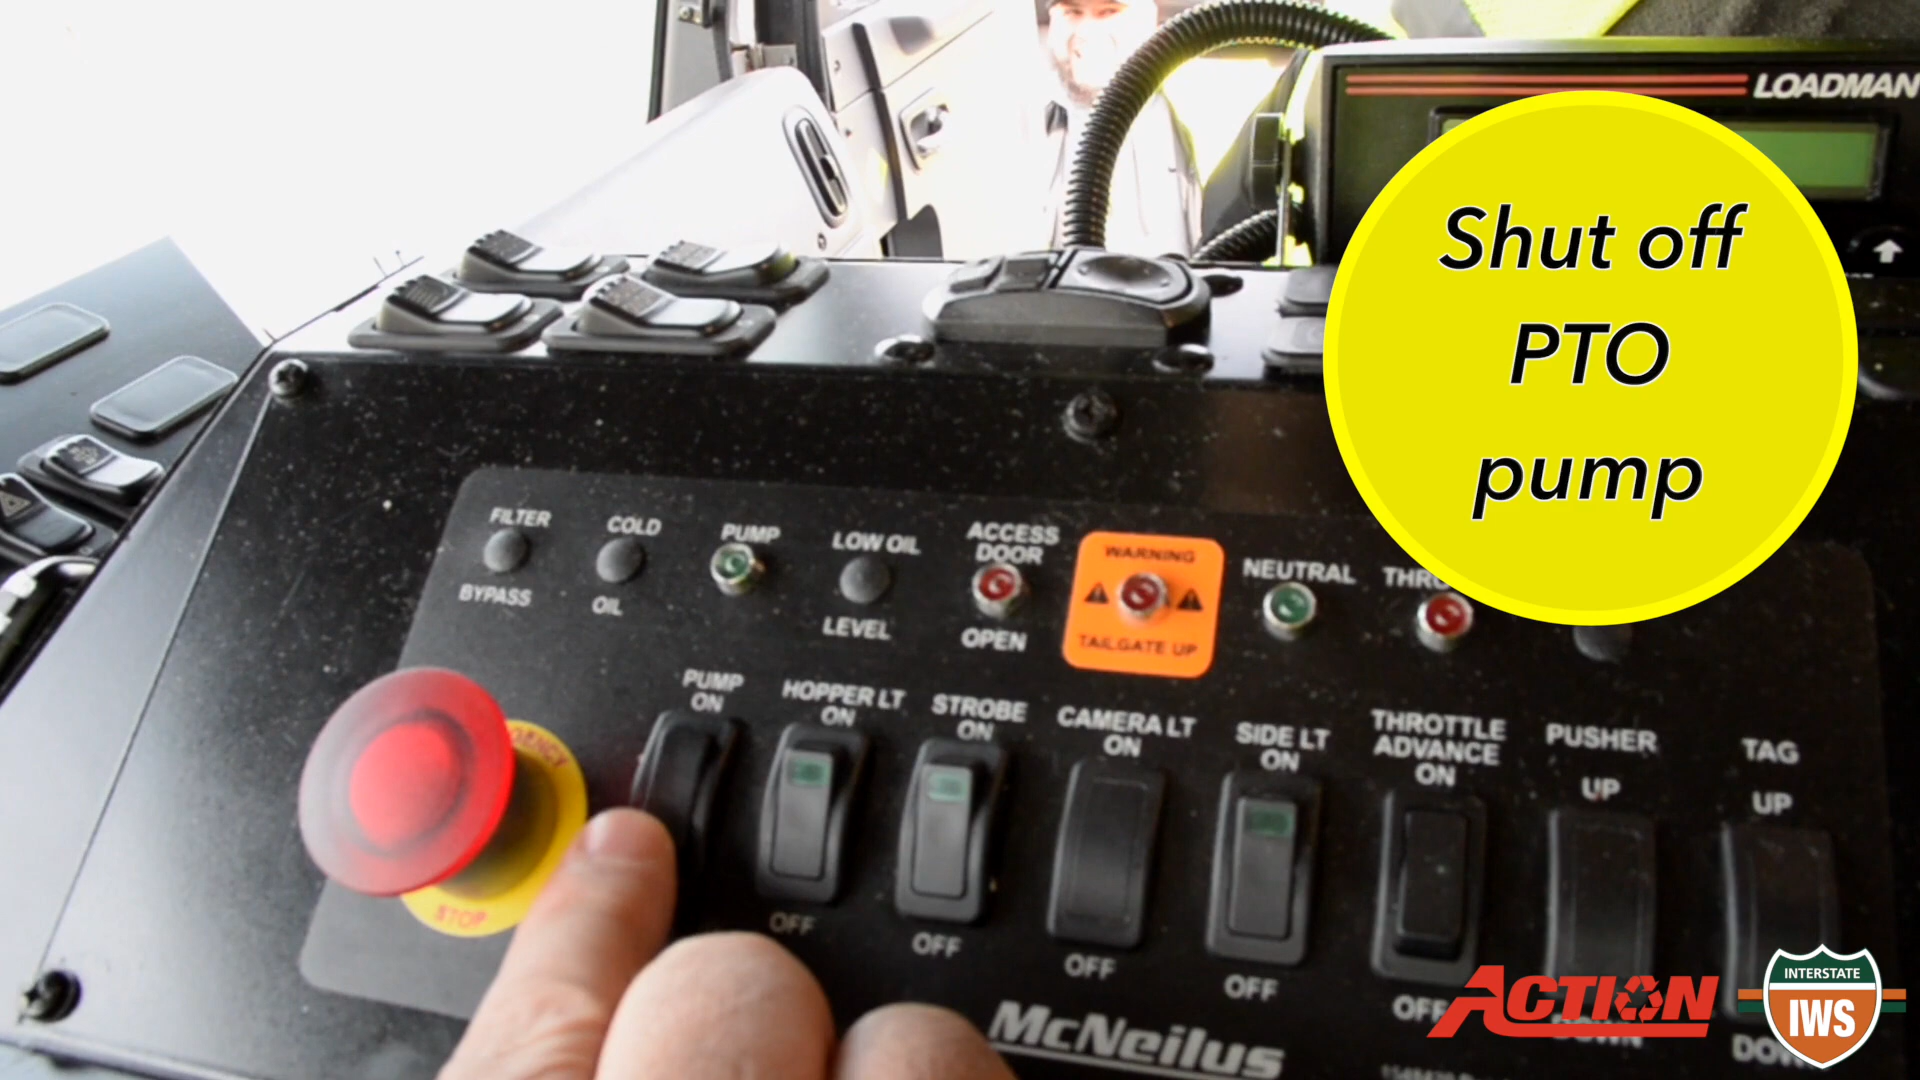 LOADMAN
Shut off
PTO
pump
FILTER
BYPASS
COLD
OIL
PUMP
LOW OIL
LEVEL
ACCESS
DOOR
OPEN
WARNING
TAILGATE UP
NEUTRAL
STOP
PUMP
ON
HOPPER LT
ON
OFF
STROBE
ON
OFF
CAMERA LT
ON
OFF
SIDE LT
ON
OFF
THROTTLE
ADVANCE
ON
OFF
PUSHER
UP
DOWN
TAG
UP
McNeilus
ACTION
INTERSTATE
IWS